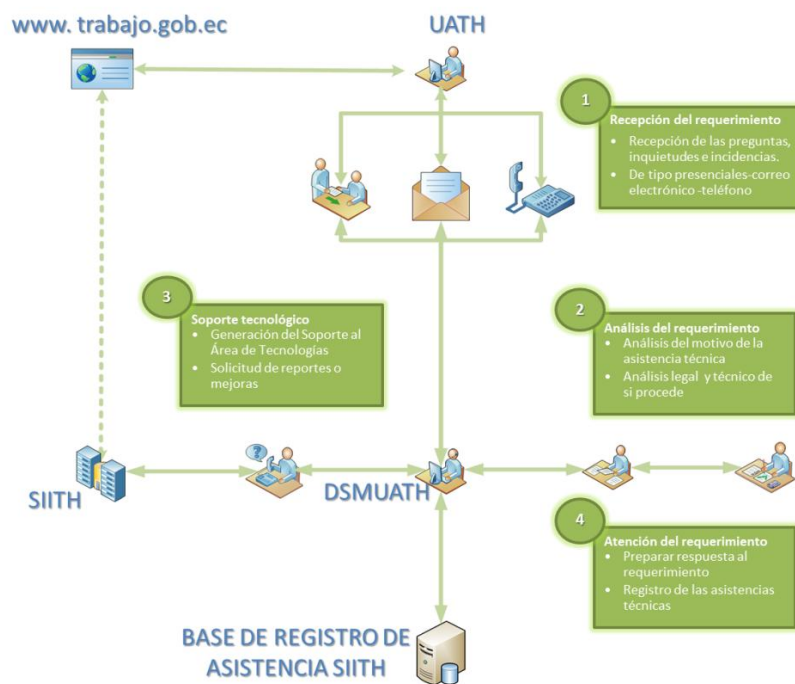 www. trabajo.gob.ec
UATH
1
Recepción del requerimiento
• Recepción de las preguntas,
inquietudes e incidencias.
• De tipo presenciales-correo
electrónico -teléfono
3
Soporte tecnológico
• Generación del Soporte al
Área de Tecnologías
• Solicitud de reportes o
mejoras
2
Análisis del requerimiento
• Análisis del motivo de la
asistencia técnica
• Análisis legal y técnico de
si procede
SIITH
DSMUATH
4
Atención del requerimiento
• Preparar respuesta al
requerimiento
• Registro de las asistencias
técnicas
BASE DE REGISTRO DE
ASISTENCIA SIITH